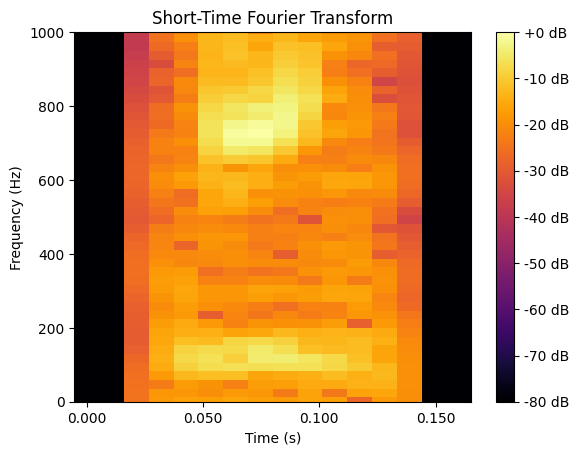 Short-Time Fourier Transform
1000
800
600
400
200
0
Frequency (Hz)
0.000
0.050
0.100
0.150
Time (s)
+0 dB
-10 dB
-20 dB
-30 dB
-40 dB
-50 dB
-60 dB
-70 dB
-80 dB